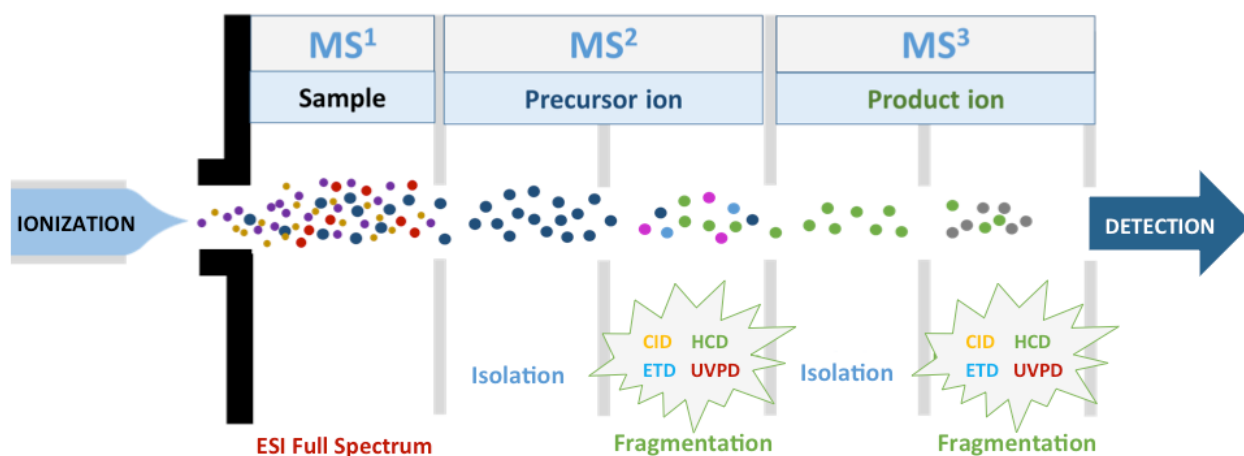 MS¹ MS² MS³
Sample Precursor ion Product ion
IONIZATION DETECTION
CID HCD
ETD UVPD
CID HCD
ETD UVPD
Isolation Isolation
ESI Full Spectrum Fragmentation Fragmentation